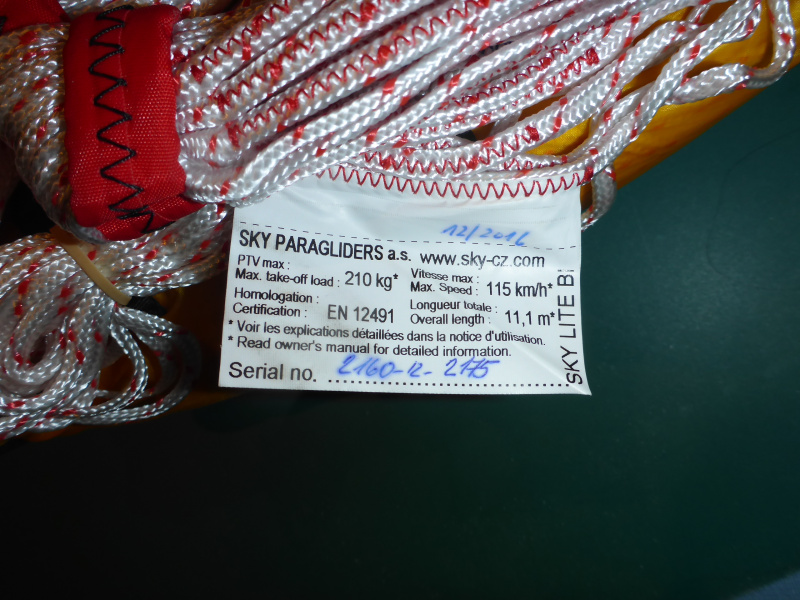 12/2016
SKY PARAGLIDERS a.s. www.sky-cz.com
PTV max :
Max. take-off load : 210 kg*
Vitesse max :
Max. Speed : 115 km/h*
Homologation :
Certification : EN 12491
Longueur totale :
Overall length : 11,1 m*
* Voir les explications détaillées dans la notice d'utilisation.
* Read owner's manual for detailed information.
Serial no. 2160-12-2175
SKY LITE BI